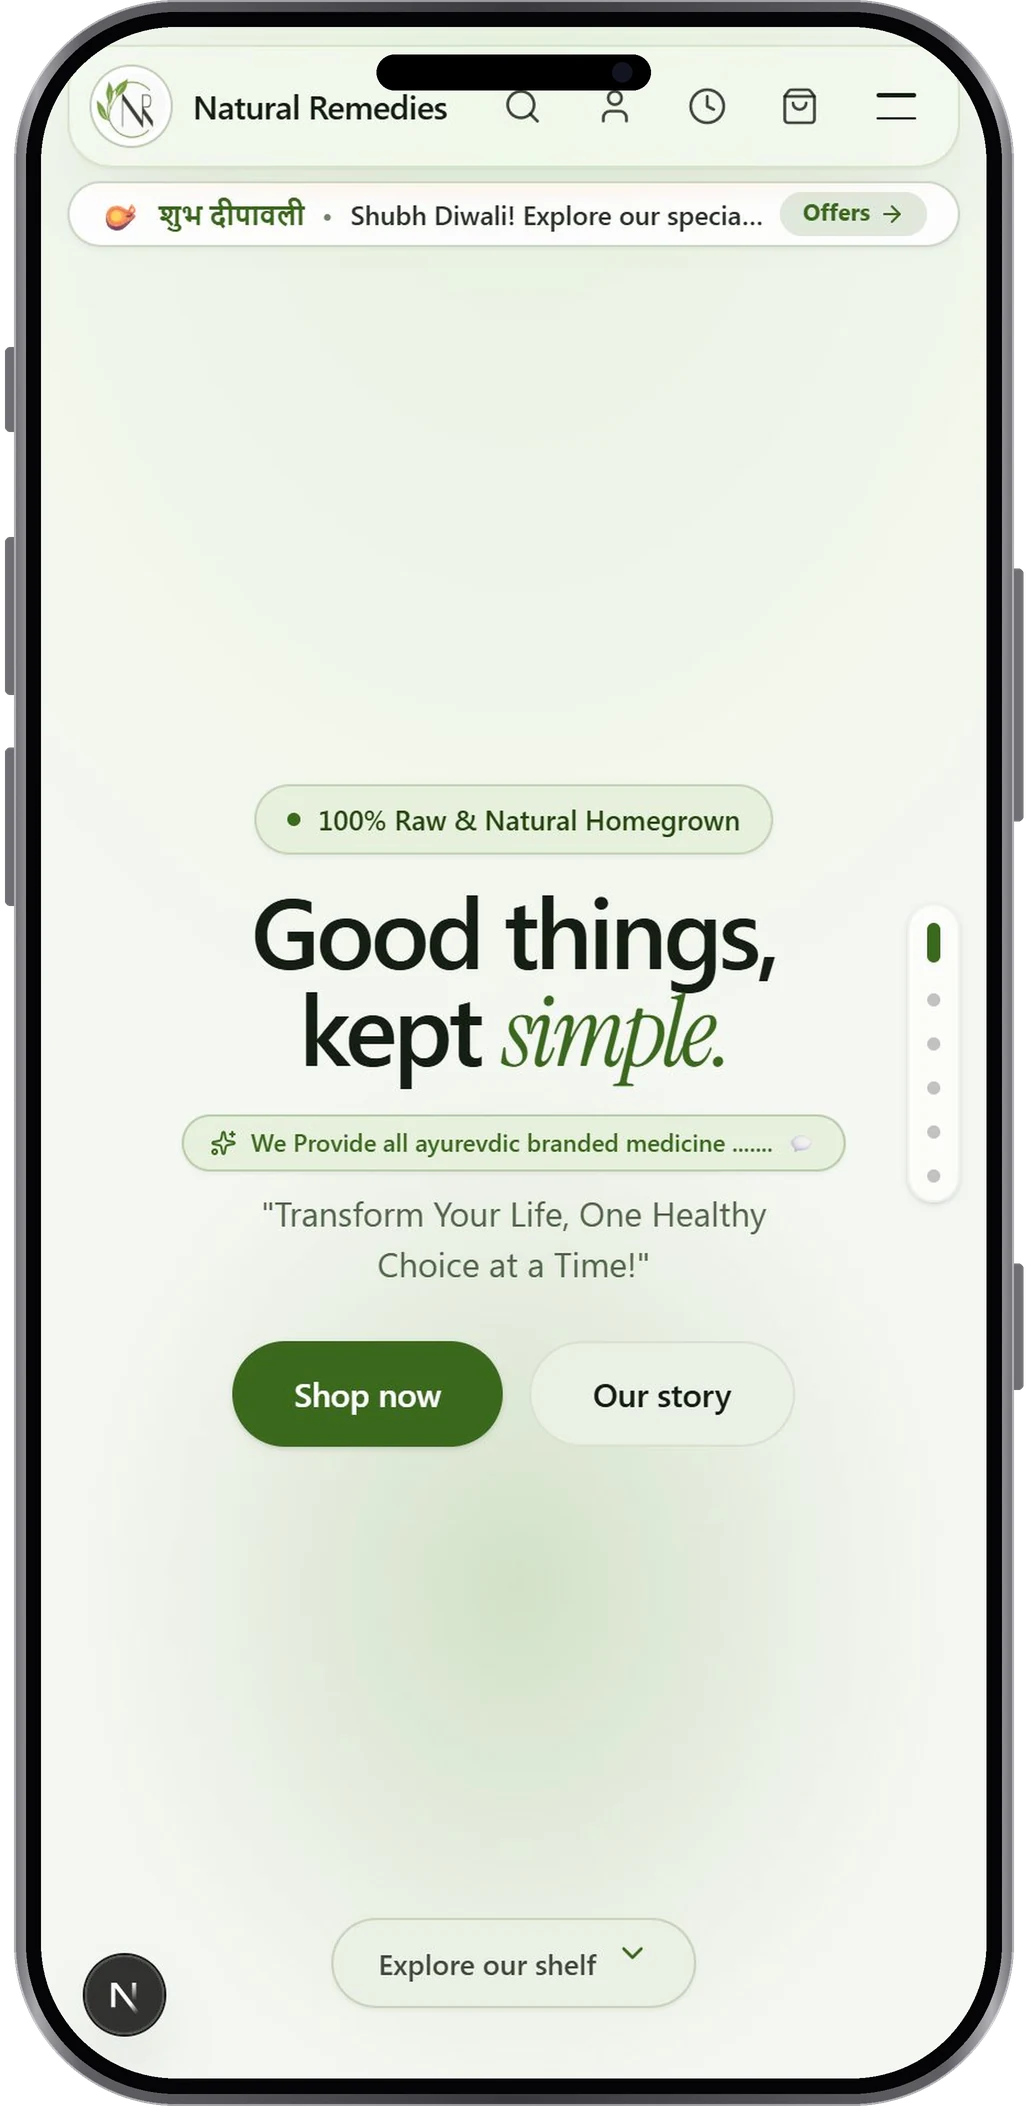 NR
Natural Remedies
शुभ दीपावली • Shubh Diwali! Explore our specia... Offers →
100% Raw & Natural Homegrown
Good things,
kept simple.
We Provide all ayurevdic branded medicine .......
"Transform Your Life, One Healthy
Choice at a Time!"
Shop now
Our story
Explore our shelf
N